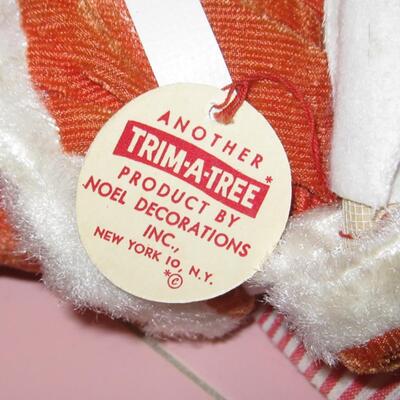 ANOTHER
TRIM-A-TREE*
PRODUCT BY
NOEL DECORATIONS
INC.,
NEW YORK 10, N.Y.
*©